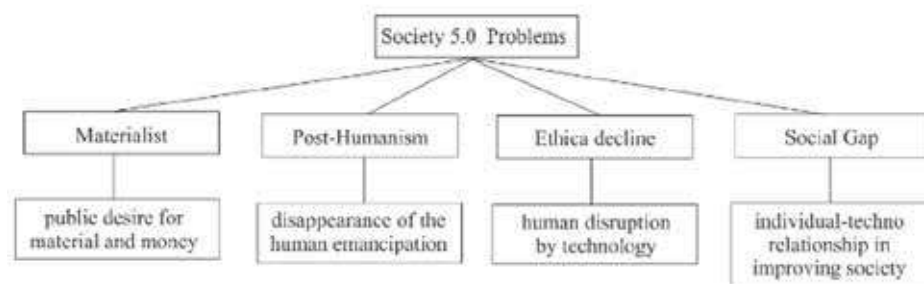 Society 5.0 Problems
Materialist
Post-Humanism
Ethica decline
Social Gap
public desire for
material and money
disappearance of the
human emancipation
human disruption
by technology
individual-techno
relationship in
improving society